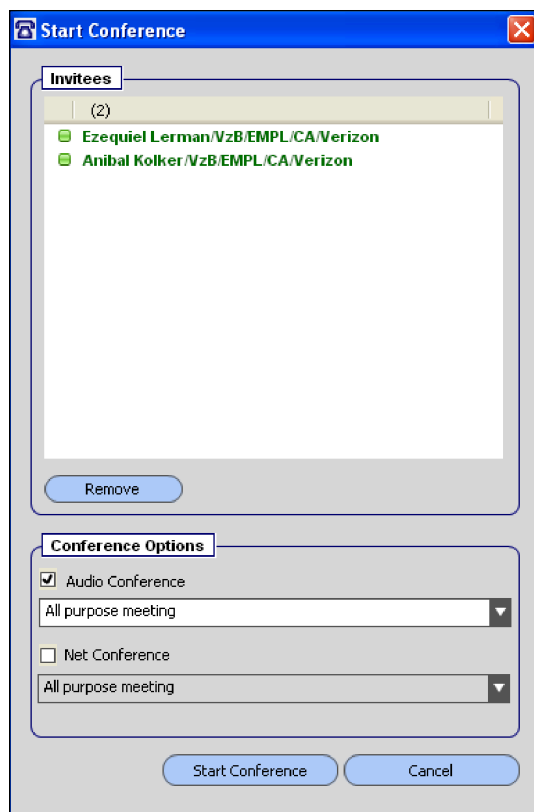 Start Conference
Invitees
(2)
Ezequiel Lerman/VzB/EMPL/CA/Verizon
Anibal Kolker/VzB/EMPL/CA/Verizon
Remove
Conference Options
Audio Conference
All purpose meeting
Net Conference
All purpose meeting
Start Conference Cancel